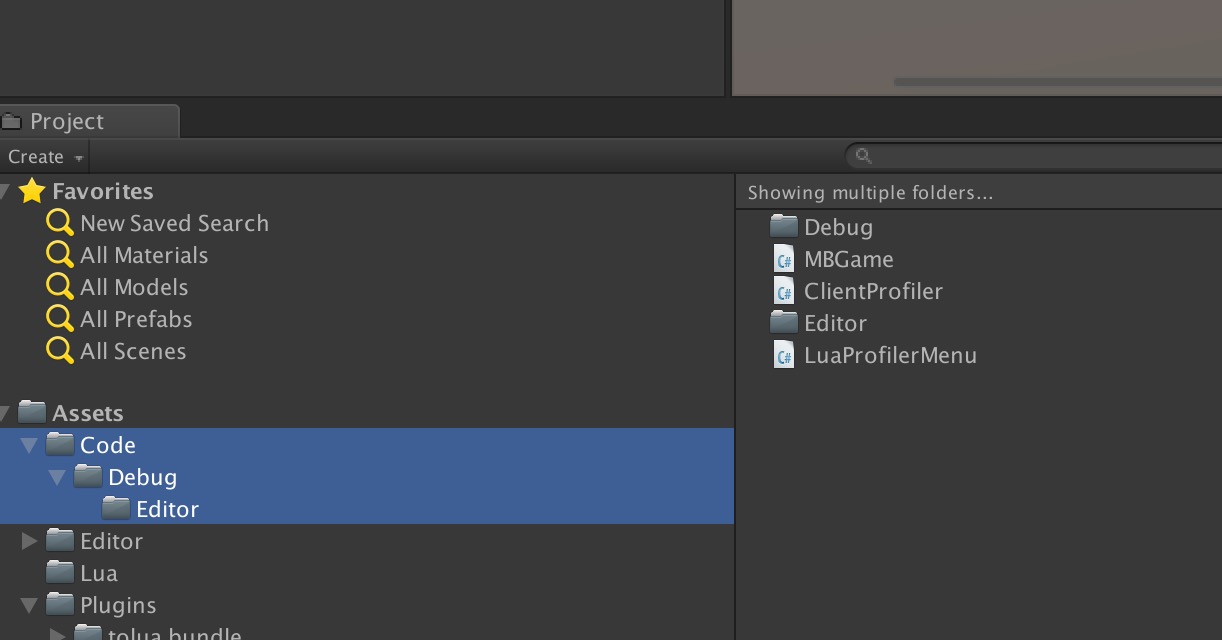 Project
Create
Favorites
New Saved Search
All Materials
All Models
All Prefabs
All Scenes
Assets
Code
Debug
Editor
Editor
Lua
Plugins
tolua.bundle
Showing multiple folders...
Debug
C# MBGame
C# ClientProfiler
Editor
C# LuaProfilerMenu